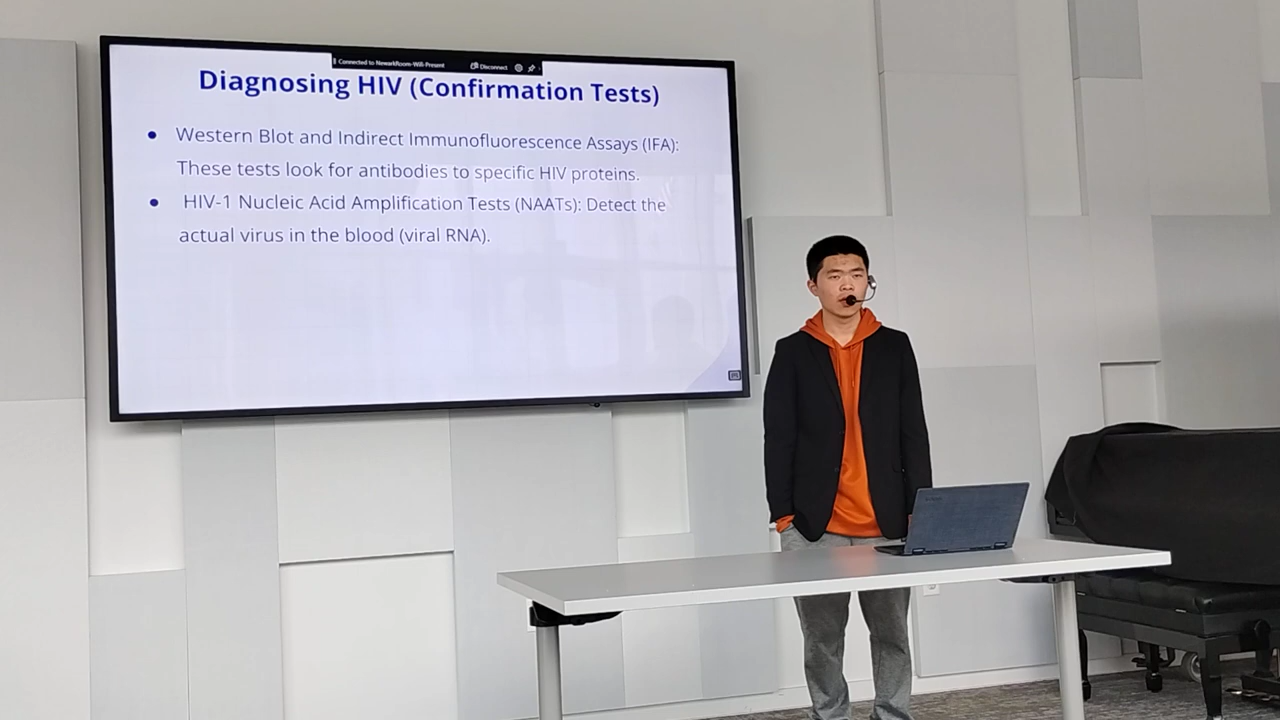 Connected to NewarkRoom-Wifi-Present
Disconnect
Diagnosing HIV (Confirmation Tests)
● Western Blot and Indirect Immunofluorescence Assays (IFA):
These tests look for antibodies to specific HIV proteins.
● HIV-1 Nucleic Acid Amplification Tests (NAATs): Detect the
actual virus in the blood (viral RNA).